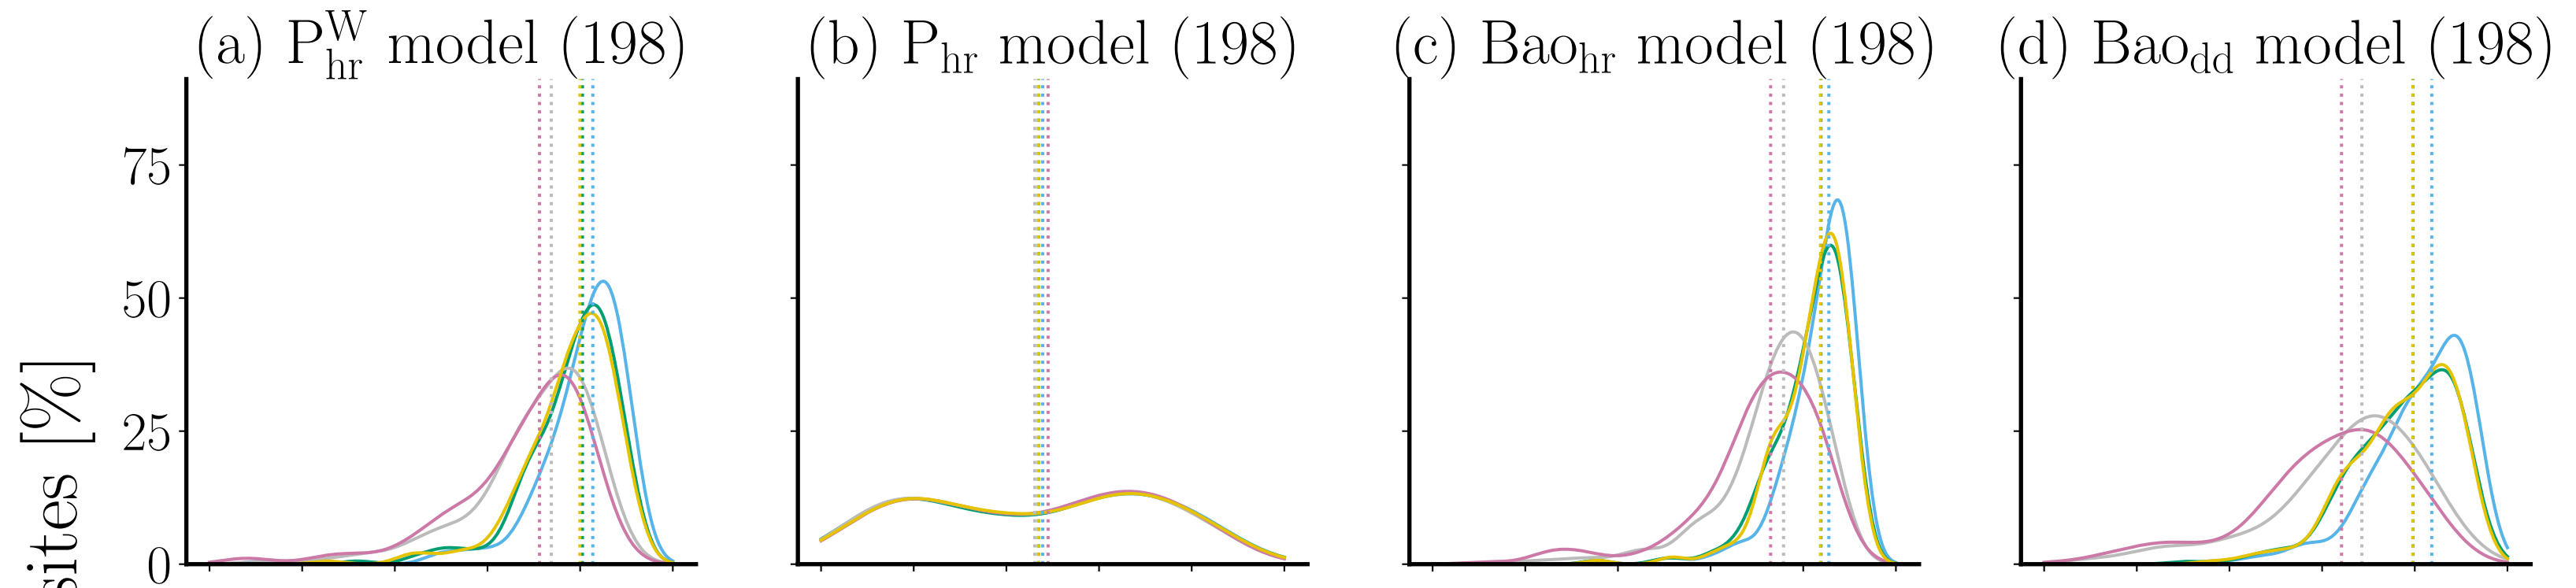 (a) P^W_hr model (198)
(b) P_hr model (198)
(c) Bao_hr model (198)
(d) Bao_dd model (198)
75
50
25
0
sites [%]